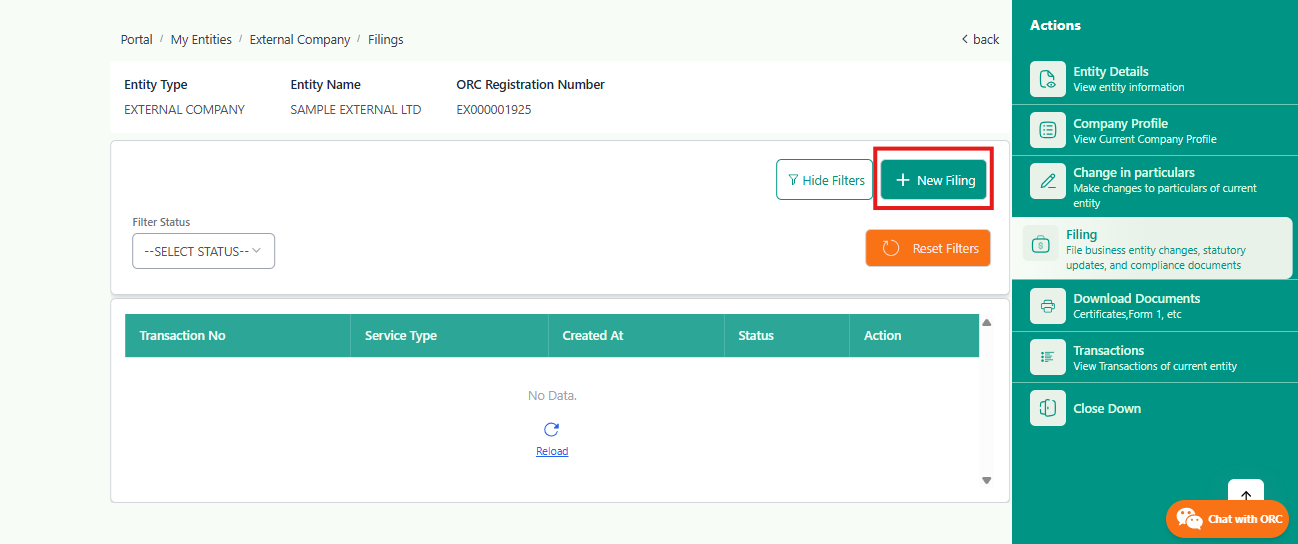 Portal / My Entities / External Company / Filings
back
Entity Type
EXTERNAL COMPANY
Entity Name
SAMPLE EXTERNAL LTD
ORC Registration Number
EX000001925
Hide Filters
New Filing
Filter Status
--SELECT STATUS--
Reset Filters
Transaction No
Service Type
Created At
Status
Action
No Data.
Reload
Actions
Entity Details
View entity information
Company Profile
View Current Company Profile
Change in particulars
Make changes to particulars of current
entity
Filing
File business entity changes, statutory
updates, and compliance documents
Download Documents
Certificates,Form 1, etc
Transactions
View Transactions of current entity
Close Down
Chat with ORC